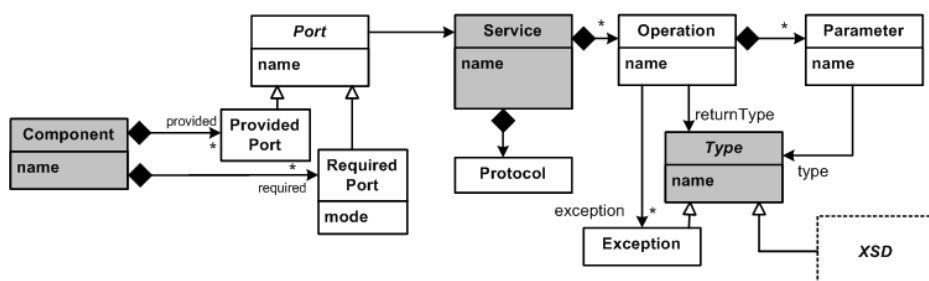 Port
name
Service
name
*
Operation
name
*
Parameter
name
Component
name
provided
*
Provided
Port
*
required
Required
Port
mode
Protocol
returnType
Type
name
type
exception
*
Exception
XSD